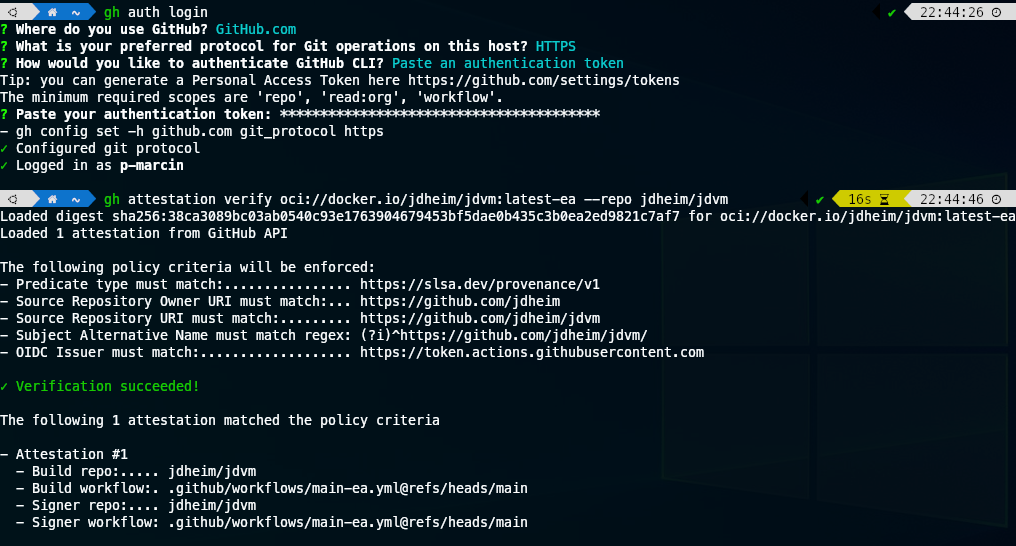 ~ gh auth login ✔ 22:44:26
? Where do you use GitHub? GitHub.com
? What is your preferred protocol for Git operations on this host? HTTPS
? How would you like to authenticate GitHub CLI? Paste an authentication token
Tip: you can generate a Personal Access Token here https://github.com/settings/tokens
The minimum required scopes are 'repo', 'read:org', 'workflow'.
? Paste your authentication token: ****************************************
- gh config set -h github.com git_protocol https
✓ Configured git protocol
✓ Logged in as p-marcin
~ gh attestation verify oci://docker.io/jdheim/jdvm:latest-ea --repo jdheim/jdvm ✔ 16s 22:44:46
Loaded digest sha256:38ca3089bc03ab0540c93e1763904679453bf5dae0b435c3b0ea2ed9821c7af7 for oci://docker.io/jdheim/jdvm:latest-ea
Loaded 1 attestation from GitHub API
The following policy criteria will be enforced:
- Predicate type must match:................ https://slsa.dev/provenance/v1
- Source Repository Owner URI must match:... https://github.com/jdheim
- Source Repository URI must match:......... https://github.com/jdheim/jdvm
- Subject Alternative Name must match regex: (?i)^https://github.com/jdheim/jdvm/
- OIDC Issuer must match:................... https://token.actions.githubusercontent.com
✓ Verification succeeded!
The following 1 attestation matched the policy criteria
- Attestation #1
- Build repo:..... jdheim/jdvm
- Build workflow:. .github/workflows/main-ea.yml@refs/heads/main
- Signer repo:.... jdheim/jdvm
- Signer workflow: .github/workflows/main-ea.yml@refs/heads/main